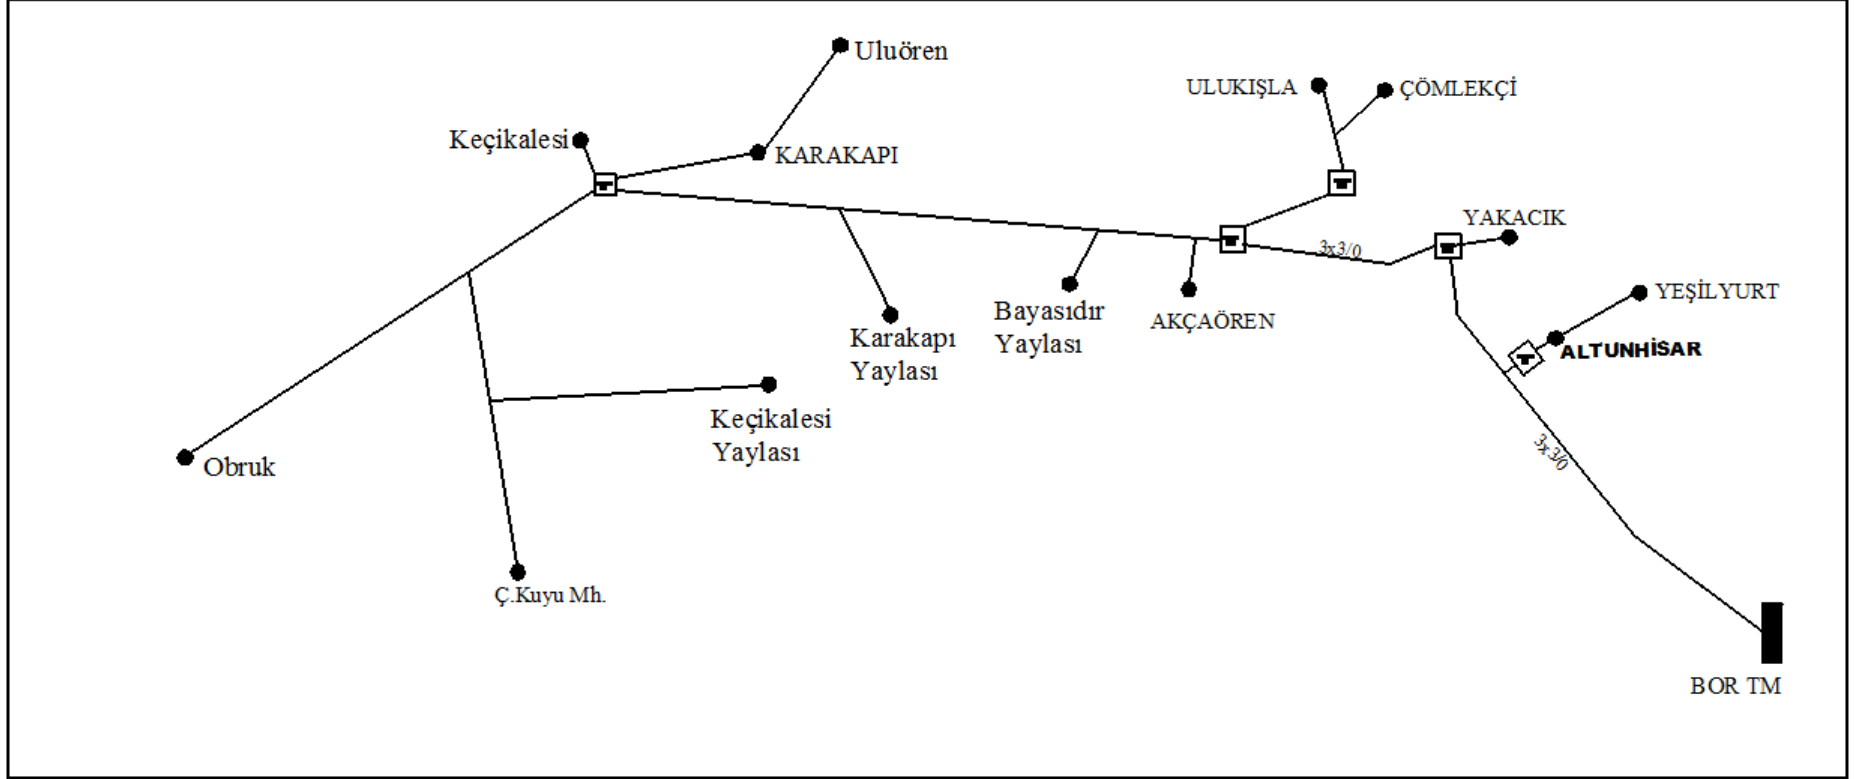 Uluören
ULUKIŞLA
ÇÖMLEKÇİ
Keçikalesi
KARAKAPI
YAKACIK
3x3/0
YEŞİLYURT
Bayasıdır
Yaylası
AKÇAÖREN
Karakapı
Yaylası
ALTUNHİSAR
Keçikalesi
Yaylası
3x3/0
Obruk
Ç.Kuyu Mh.
BOR TM